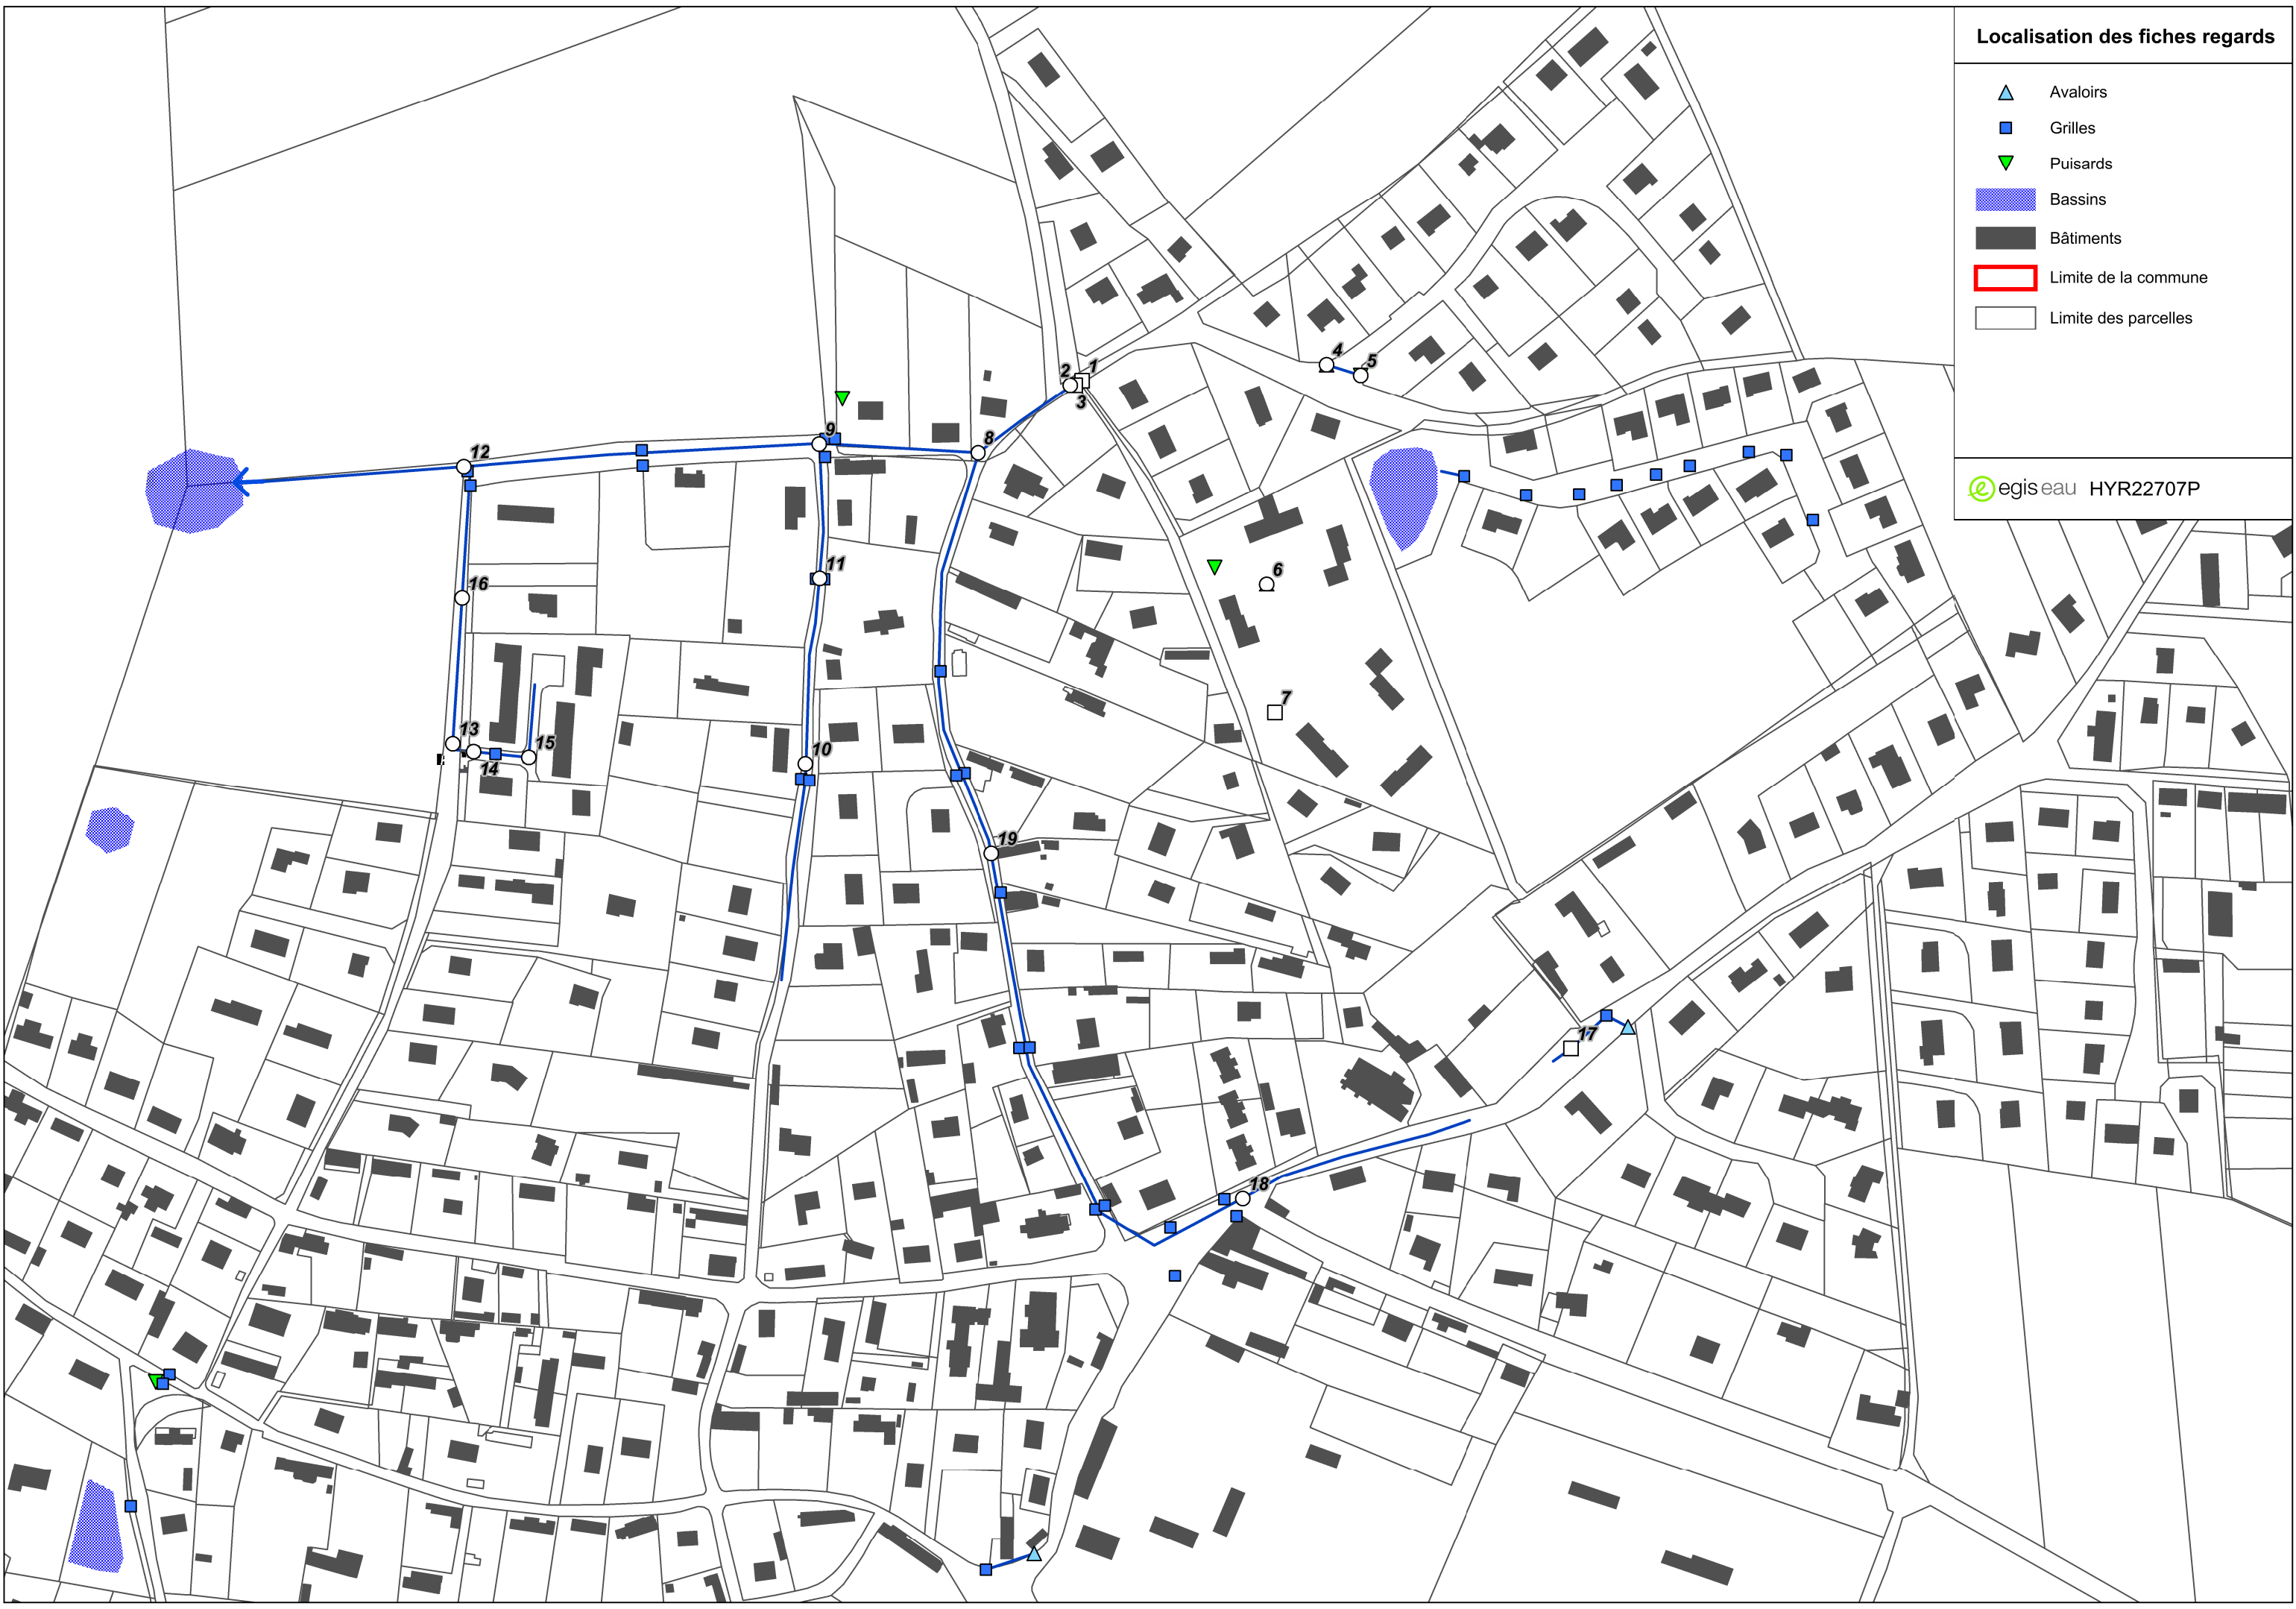 Localisation des fiches regards
Avaloirs
Grilles
Puisards
Bassins
Bâtiments
Limite de la commune
Limite des parcelles
egis eau HYR22707P
1
2
3
4
5
6
7
8
9
10
11
12
13
14
15
16
17
18
19